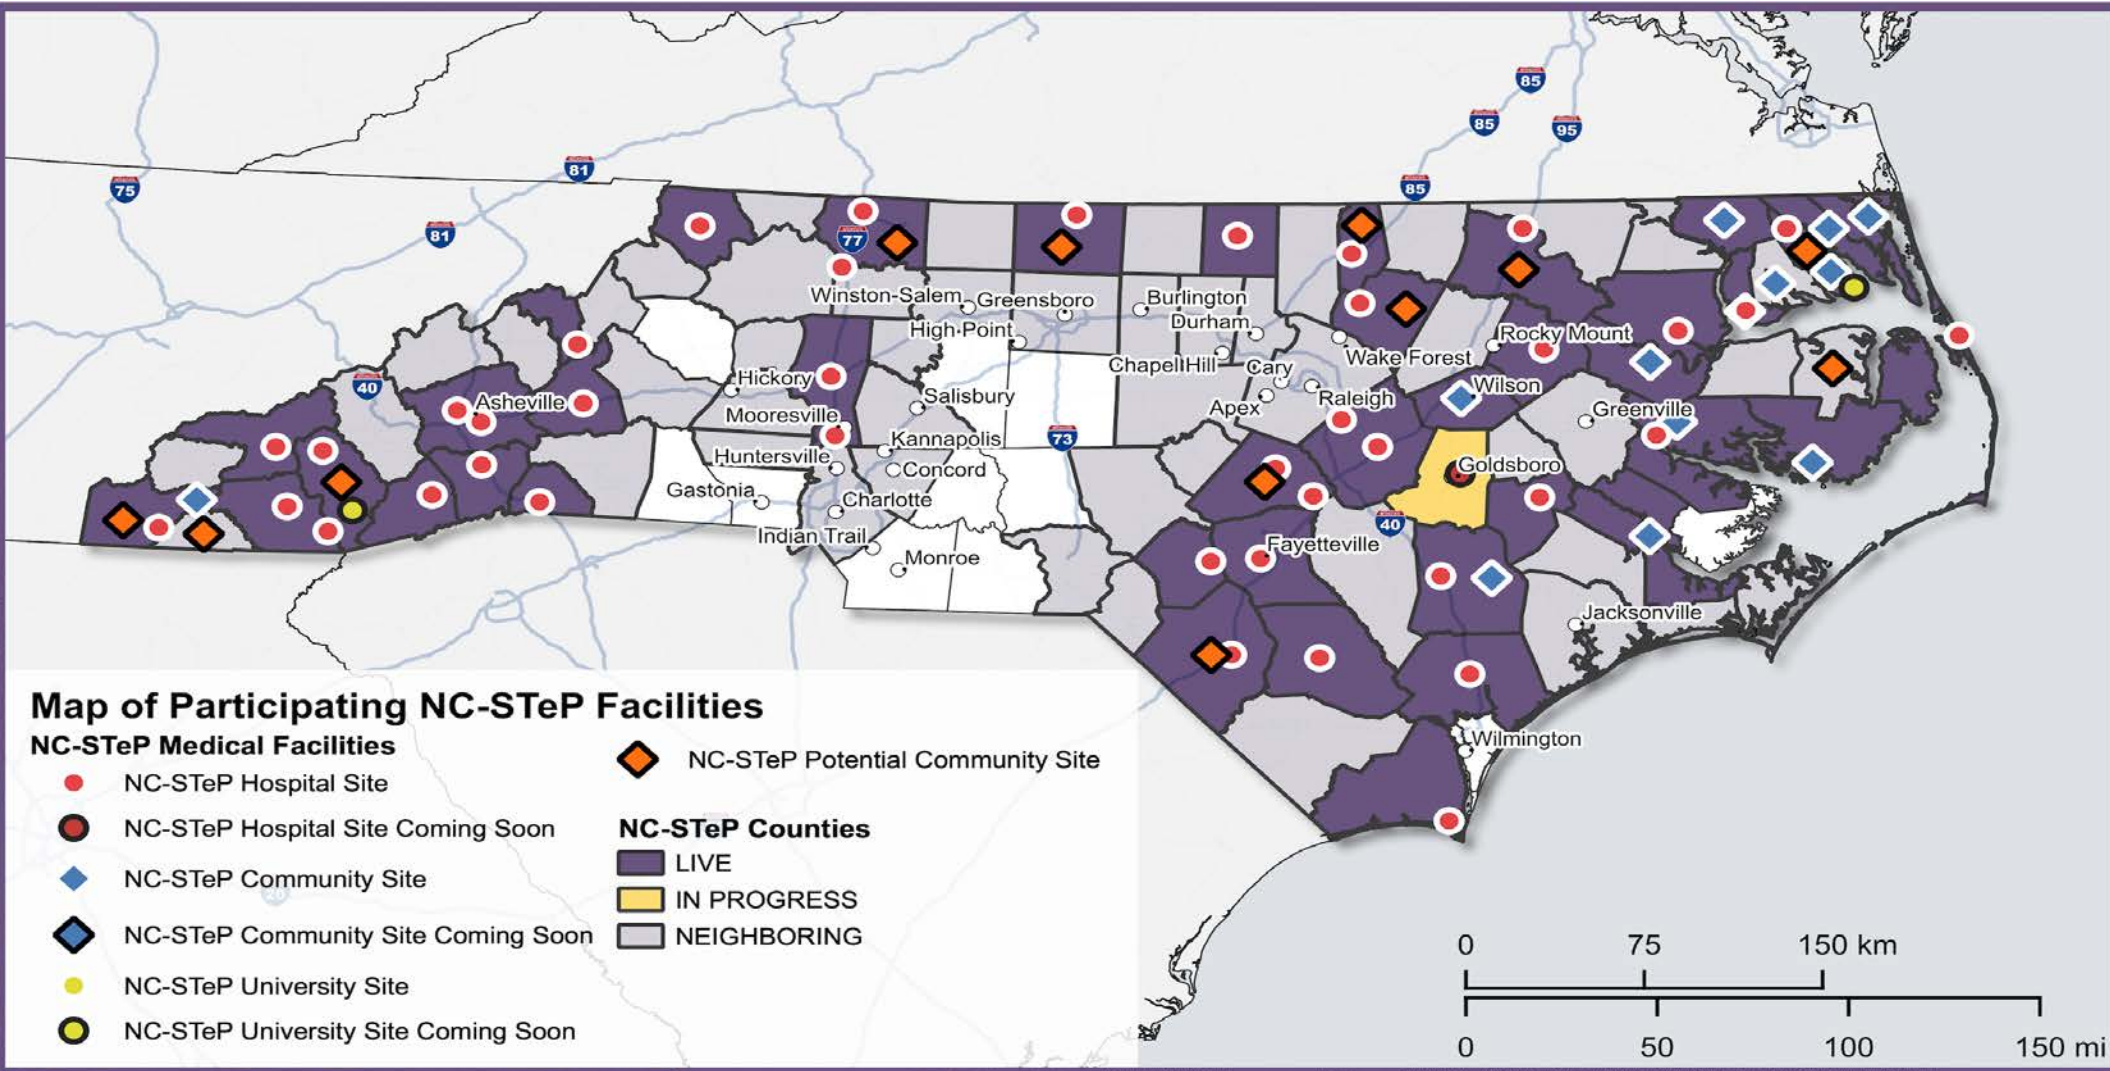 85
85
95
81
75
85
81
77
Winston-Salem
Greensboro
Burlington
High Point
Durham
Rocky Mount
Chapel Hill
Cary
Wake Forest
40
Hickory
Wilson
Asheville
Salisbury
Apex
Raleigh
Mooresville
Greenville
73
Kannapolis
Huntersville
Concord
Goldsboro
Gastonia
Charlotte
40
Indian Trail
Fayetteville
Monroe
Jacksonville
Wilmington
Map of Participating NC-STeP Facilities
NC-STeP Medical Facilities
NC-STeP Hospital Site
NC-STeP Hospital Site Coming Soon
NC-STeP Community Site
NC-STeP Community Site Coming Soon
NC-STeP University Site
NC-STeP University Site Coming Soon
NC-STeP Potential Community Site
NC-STeP Counties
LIVE
IN PROGRESS
NEIGHBORING
0 75 150 km
0 50 100 150 mi